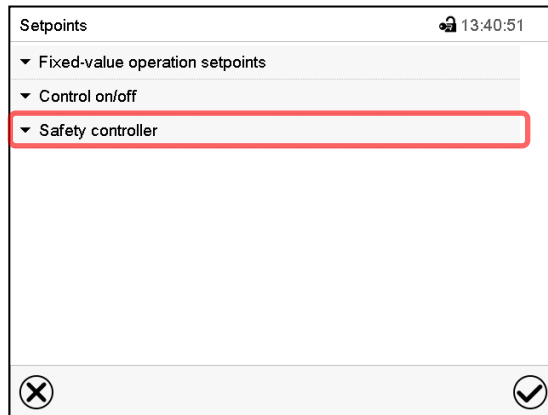 Setpoints 13:40:51
Fixed-value operation setpoints
Control on/off
Safety controller